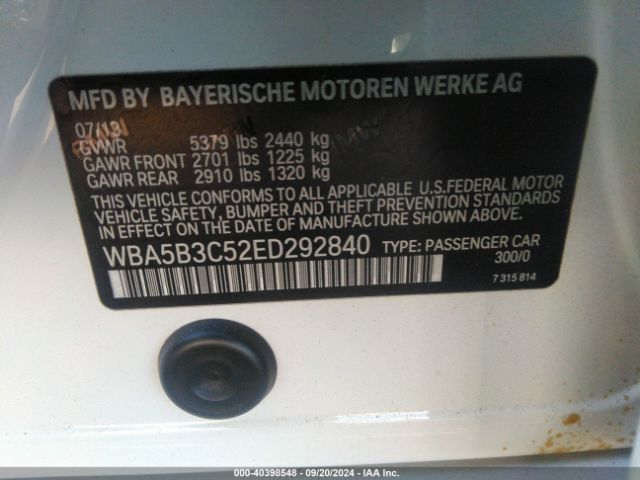 MFD BY BAYERISCHE MOTOREN WERKE AG
07/13
GVWR 5379 lbs 2440 kg
GAWR FRONT 2701 lbs 1225 kg
GAWR REAR 2910 lbs 1320 kg
THIS VEHICLE CONFORMS TO ALL APPLICABLE U.S.FEDERAL MOTOR
VEHICLE SAFETY, BUMPER AND THEFT PREVENTION STANDARDS
IN EFFECT ON THE DATE OF MANUFACTURE SHOWN ABOVE.
WBA5B3C52ED292840 TYPE: PASSENGER CAR
300/0
7 315 814
000-40398548 - 09/20/2024 - IAA Inc.